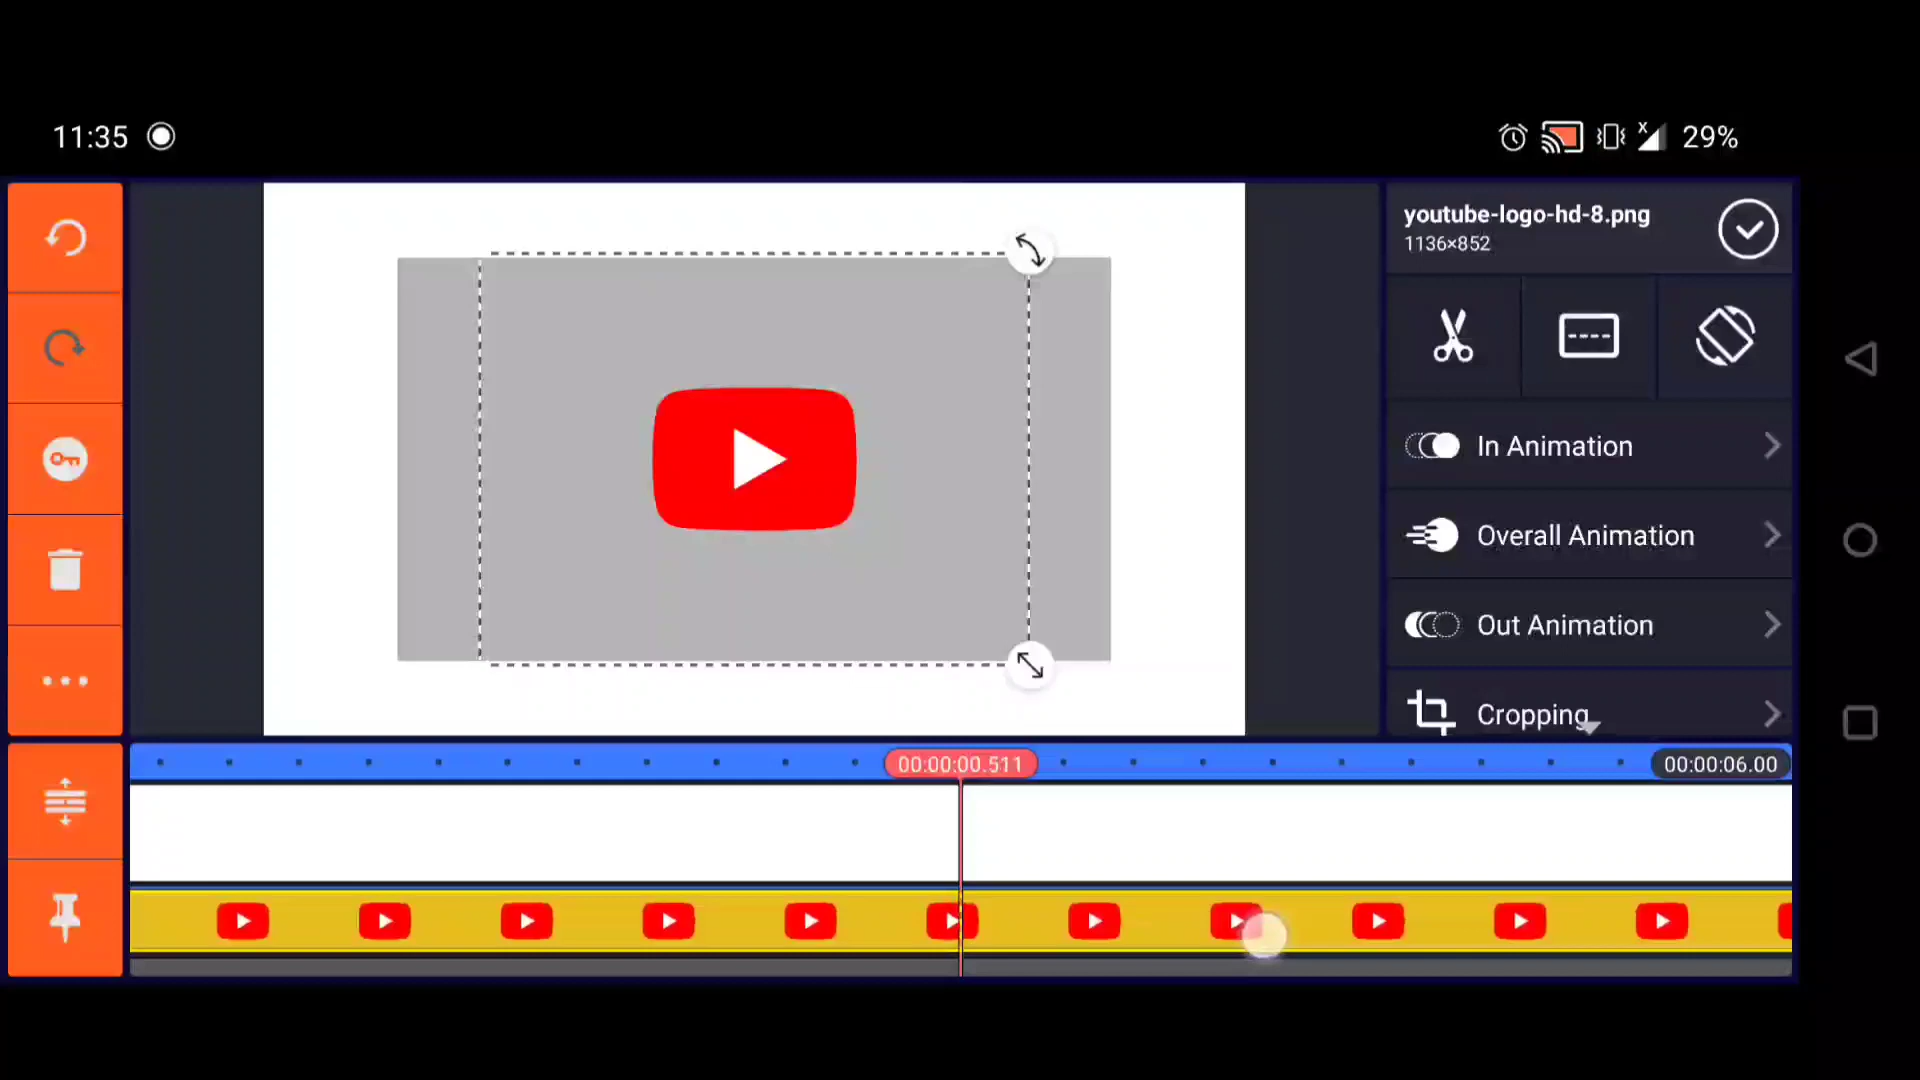 11:35
29%
youtube-logo-hd-8.png
1136×852
In Animation
Overall Animation
Out Animation
Cropping
00:00:00.511
00:00:06.00